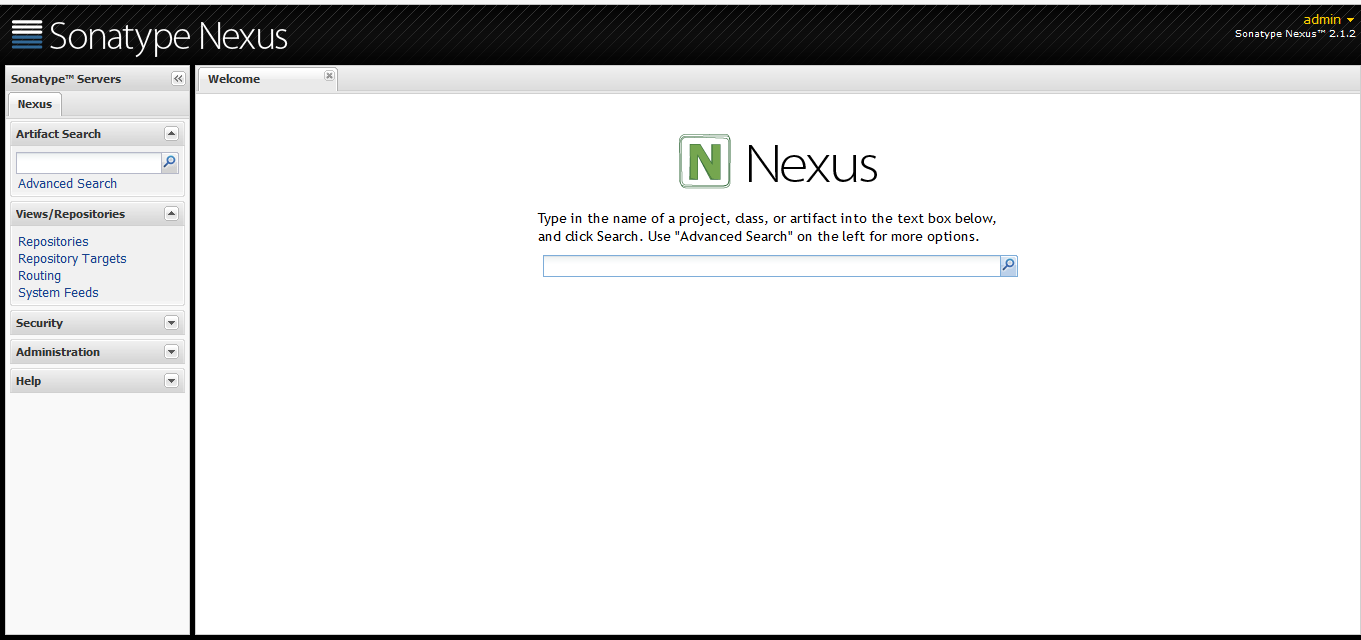 Sonatype Nexus
admin
Sonatype Nexus™ 2.1.2
Sonatype™ Servers
Nexus
Artifact Search
Advanced Search
Views/Repositories
Repositories
Repository Targets
Routing
System Feeds
Security
Administration
Help
Welcome
N Nexus
Type in the name of a project, class, or artifact into the text box below,
and click Search. Use "Advanced Search" on the left for more options.